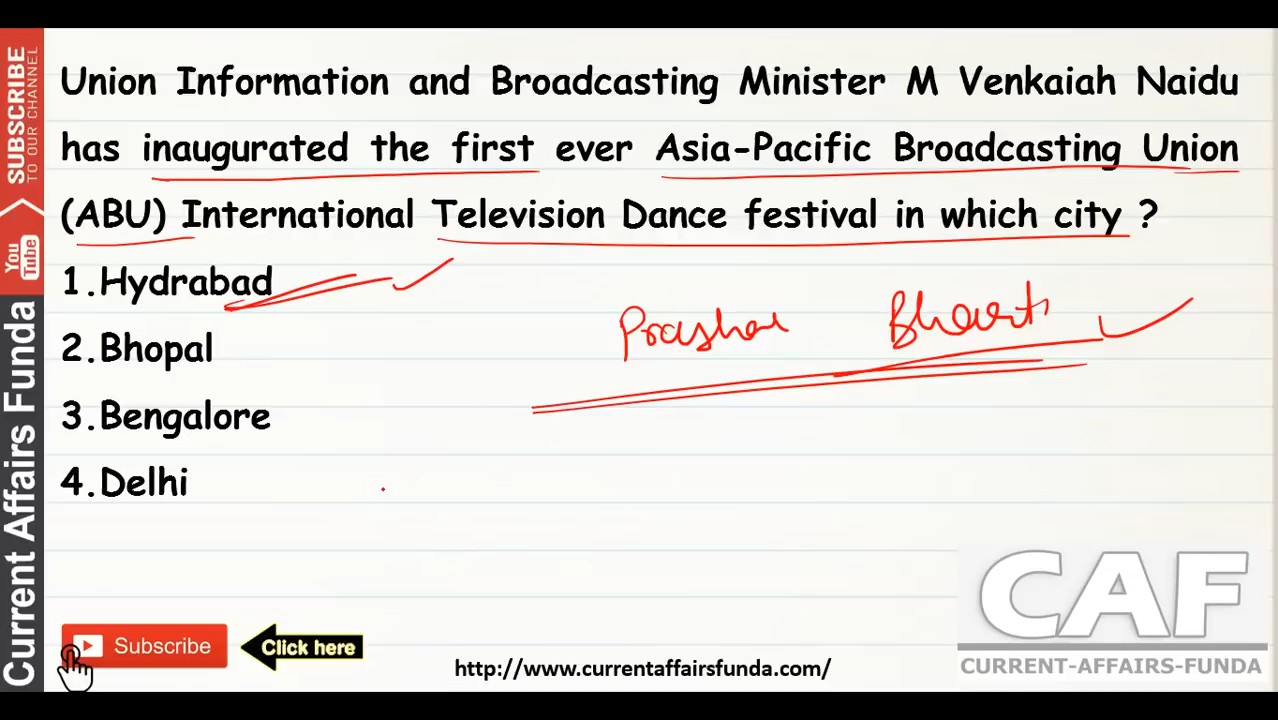 SUBSCRIBE
TO OUR CHANNEL
You Tube
Current Affairs Funda
Union Information and Broadcasting Minister M Venkaiah Naidu
has inaugurated the first ever Asia-Pacific Broadcasting Union
(ABU) International Television Dance festival in which city ?
1.Hydrabad
2.Bhopal
3.Bengalore
4.Delhi
Subscribe
Click here
http://www.currentaffairsfunda.com/
CAF
CURRENT-AFFAIRS-FUNDA